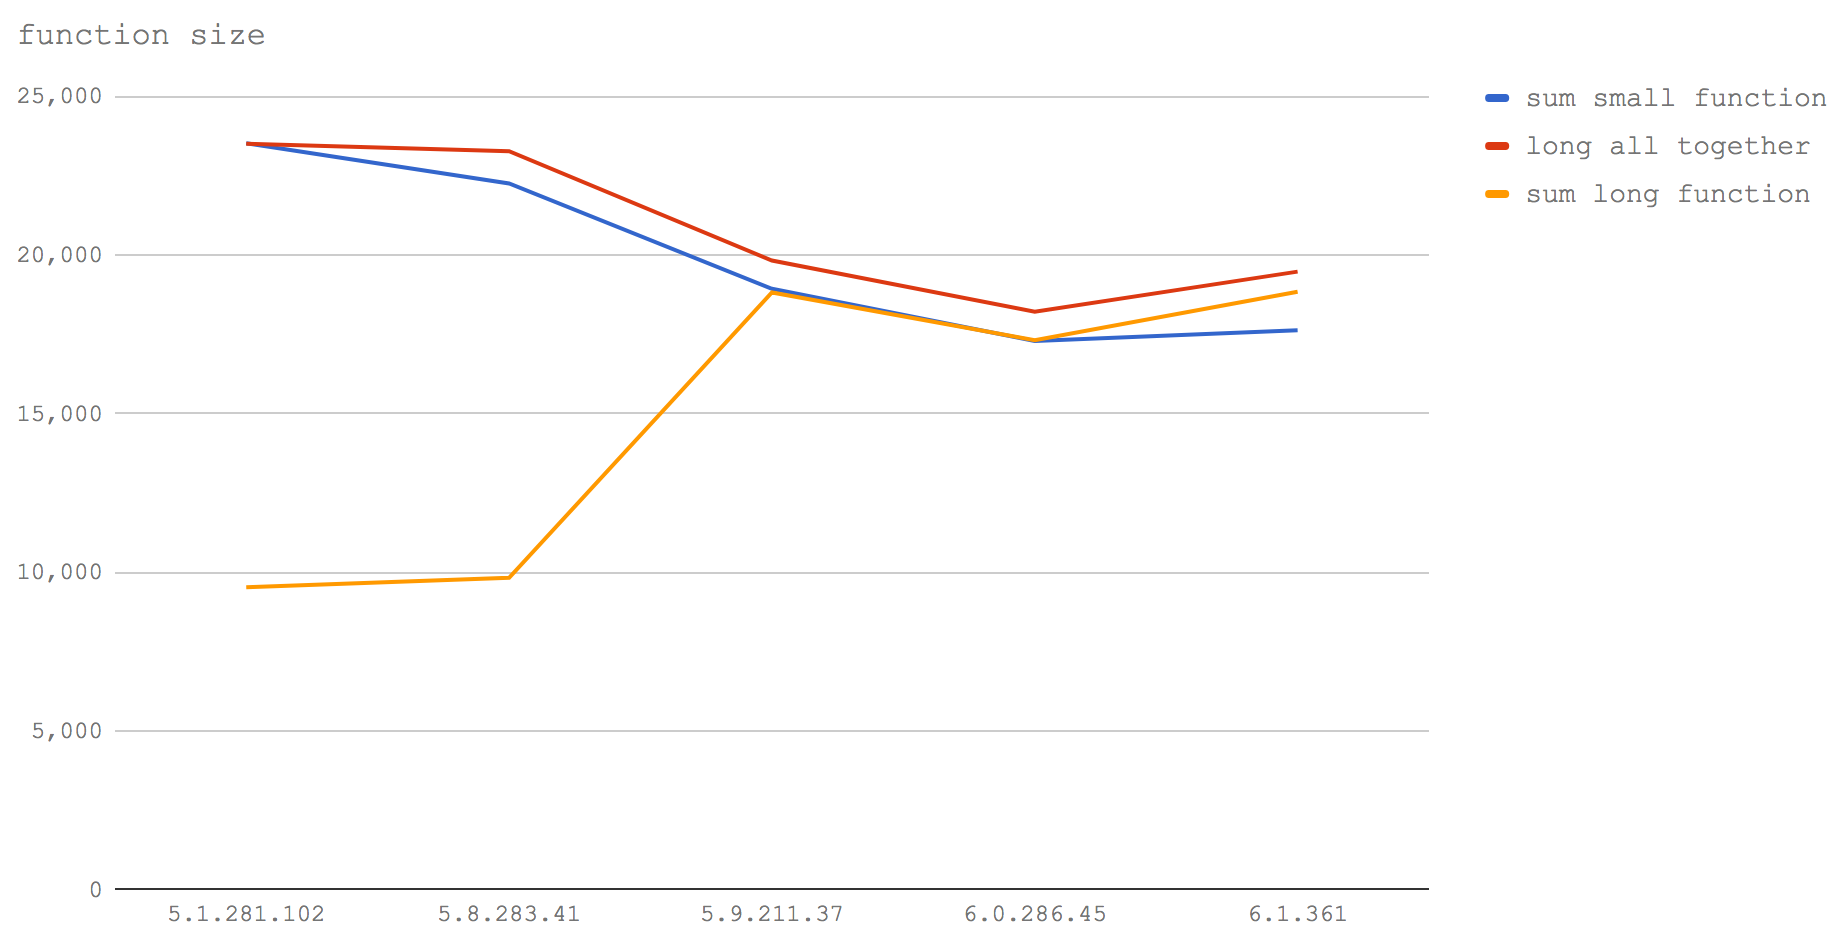 function size
25,000
20,000
15,000
10,000
5,000
0
5.1.281.102
5.8.283.41
5.9.211.37
6.0.286.45
6.1.361
sum small function
long all together
sum long function